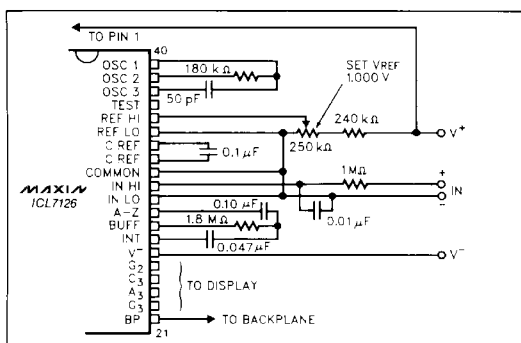 TO PIN 1
40
OSC 1
OSC 2
OSC 3
TEST
REF HI
REF LO
C REF
C REF
COMMON
IN HI
IN LO
A-Z
BUFF
INT
V⁻
G2
C3
A3
G3
BP
21
MAXIM
ICL7126
180 kΩ
50 pF
SET VREF
1.000 V
240 kΩ
250 kΩ
V⁺
0.1 µF
1MΩ
+
IN
−
0.01 µF
0.10 µF
1.8 MΩ
0.047 µF
V⁻
TO DISPLAY
TO BACKPLANE